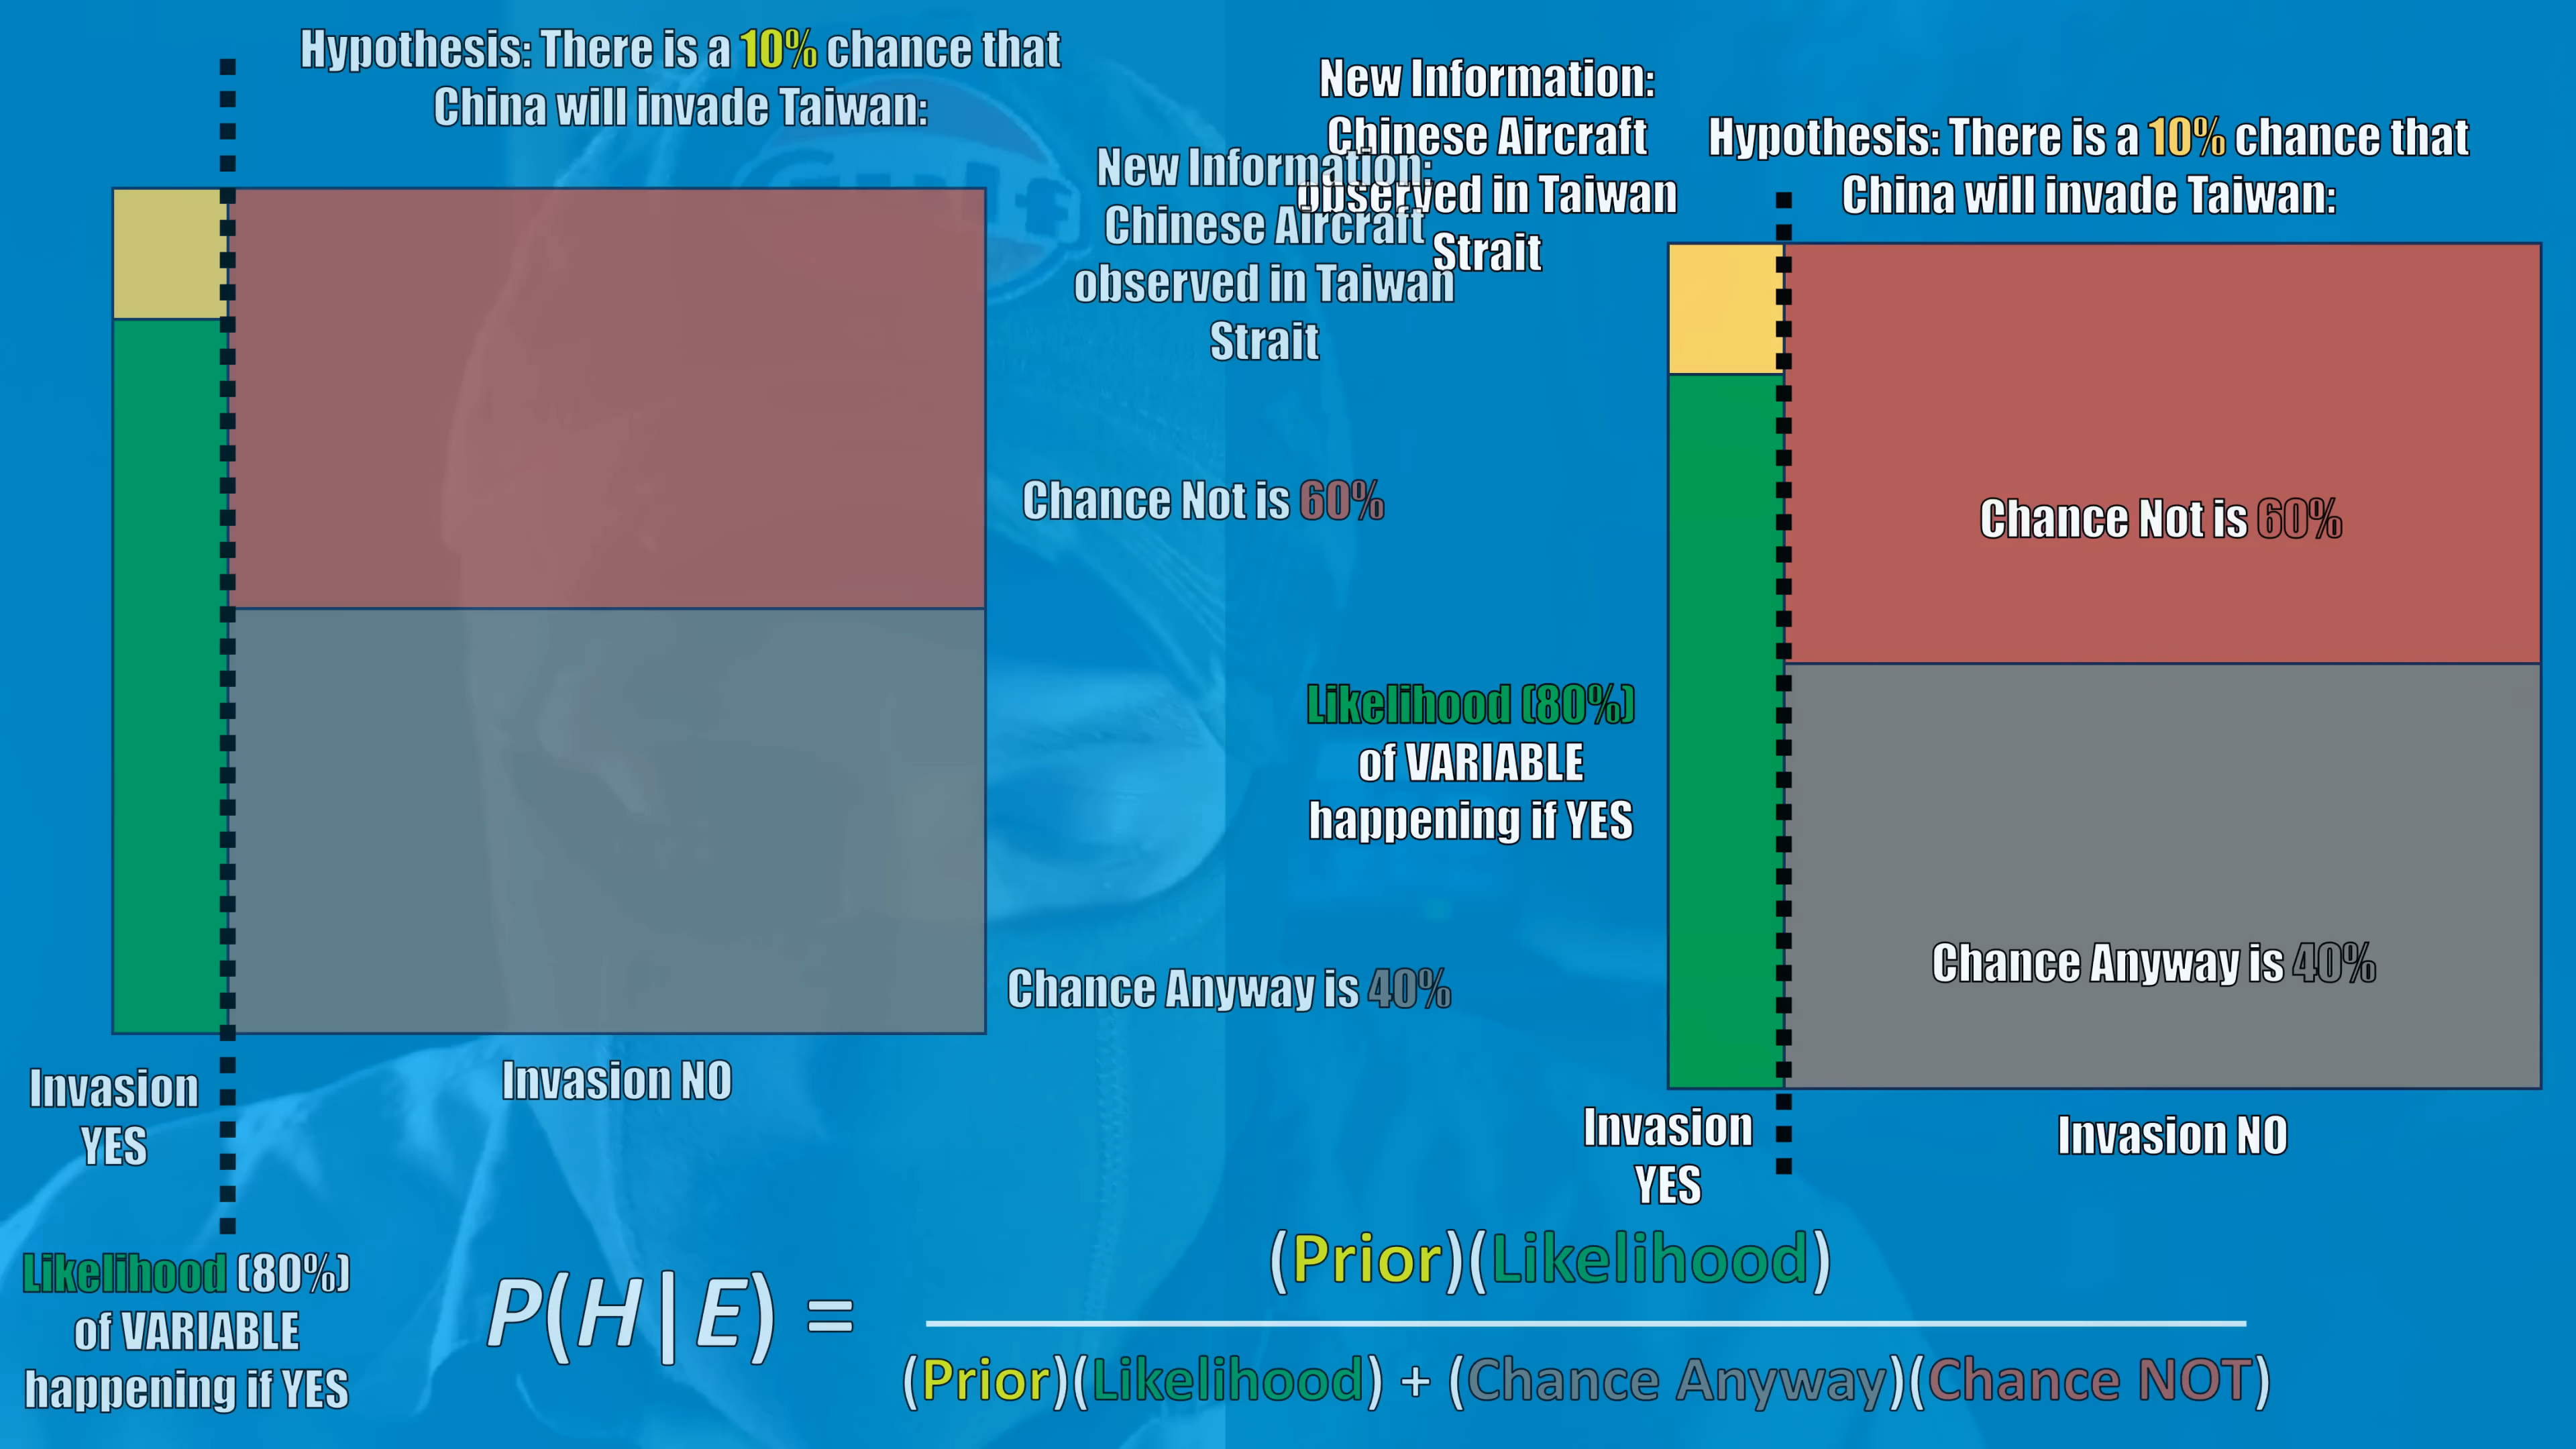 Hypothesis: There is a 10% chance that
China will invade Taiwan:
New Information:
Chinese Aircraft
observed in Taiwan
Strait
Chance Not is 60%
Chance Anyway is 40%
Invasion
YES
Invasion NO
Likelihood (80%)
of VARIABLE
happening if YES
New Information:
Chinese Aircraft
observed in Taiwan
Strait
Hypothesis: There is a 10% chance that
China will invade Taiwan:
Chance Not is 60%
Likelihood (80%)
of VARIABLE
happening if YES
Chance Anyway is 40%
Invasion
YES
Invasion NO
P(H|E) =
(Prior)(Likelihood)
(Prior)(Likelihood) + (Chance Anyway)(Chance NOT)